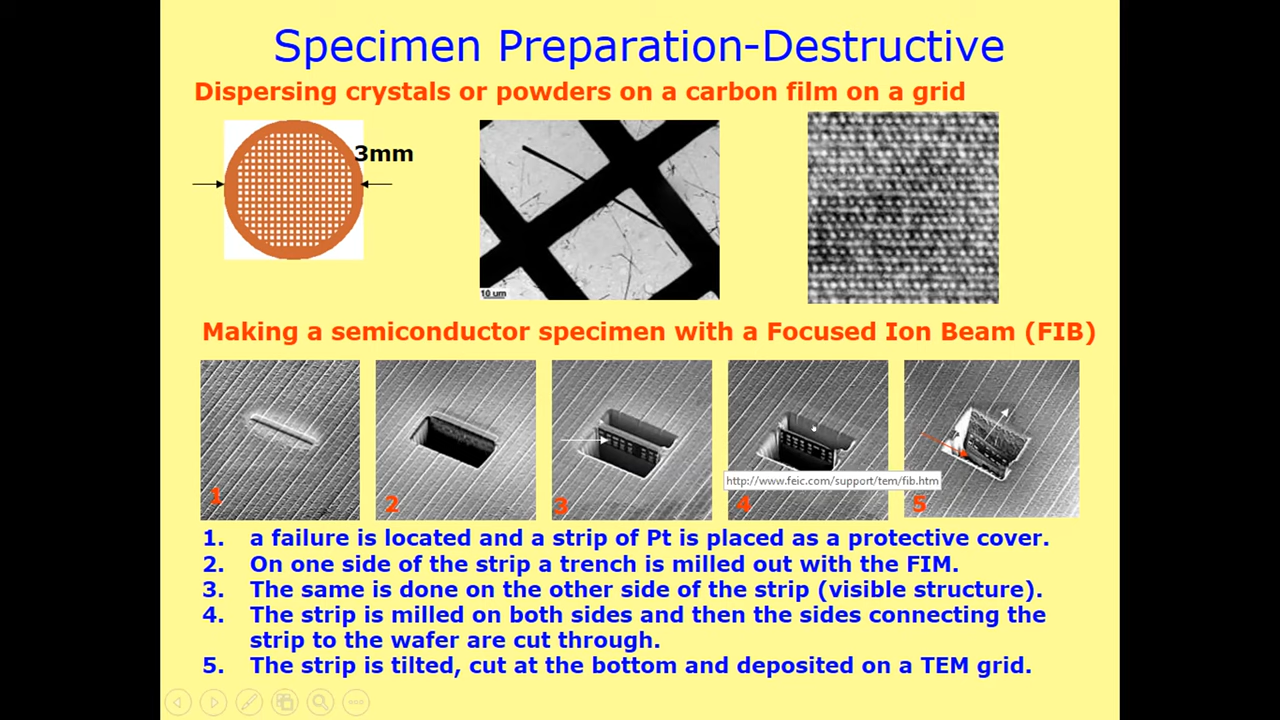 Specimen Preparation-Destructive
Dispersing crystals or powders on a carbon film on a grid
3mm
10 um
Making a semiconductor specimen with a Focused Ion Beam (FIB)
http://www.feic.com/support/tem/fib.htm
1
2
3
4
5
1. a failure is located and a strip of Pt is placed as a protective cover.
2. On one side of the strip a trench is milled out with the FIM.
3. The same is done on the other side of the strip (visible structure).
4. The strip is milled on both sides and then the sides connecting the
strip to the wafer are cut through.
5. The strip is tilted, cut at the bottom and deposited on a TEM grid.